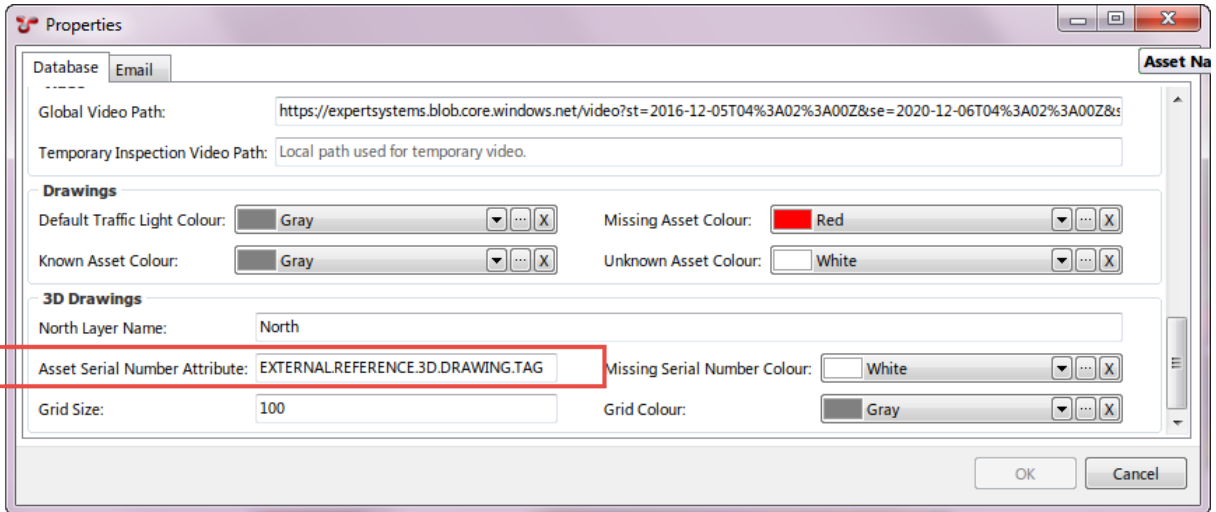 Properties
Database Email
Asset Na
Global Video Path: https://expertsystems.blob.core.windows.net/video?st=2016-12-05T04%3A02%3A00Z&se=2020-12-06T04%3A02%3A00Z&s
Temporary Inspection Video Path: Local path used for temporary video.
Drawings
Default Traffic Light Colour: Gray ... X Missing Asset Colour: Red ... X
Known Asset Colour: Gray ... X Unknown Asset Colour: White ... X
3D Drawings
North Layer Name: North
Asset Serial Number Attribute: EXTERNAL.REFERENCE.3D.DRAWING.TAG Missing Serial Number Colour: White ... X
Grid Size: 100 Grid Colour: Gray ... X
OK Cancel